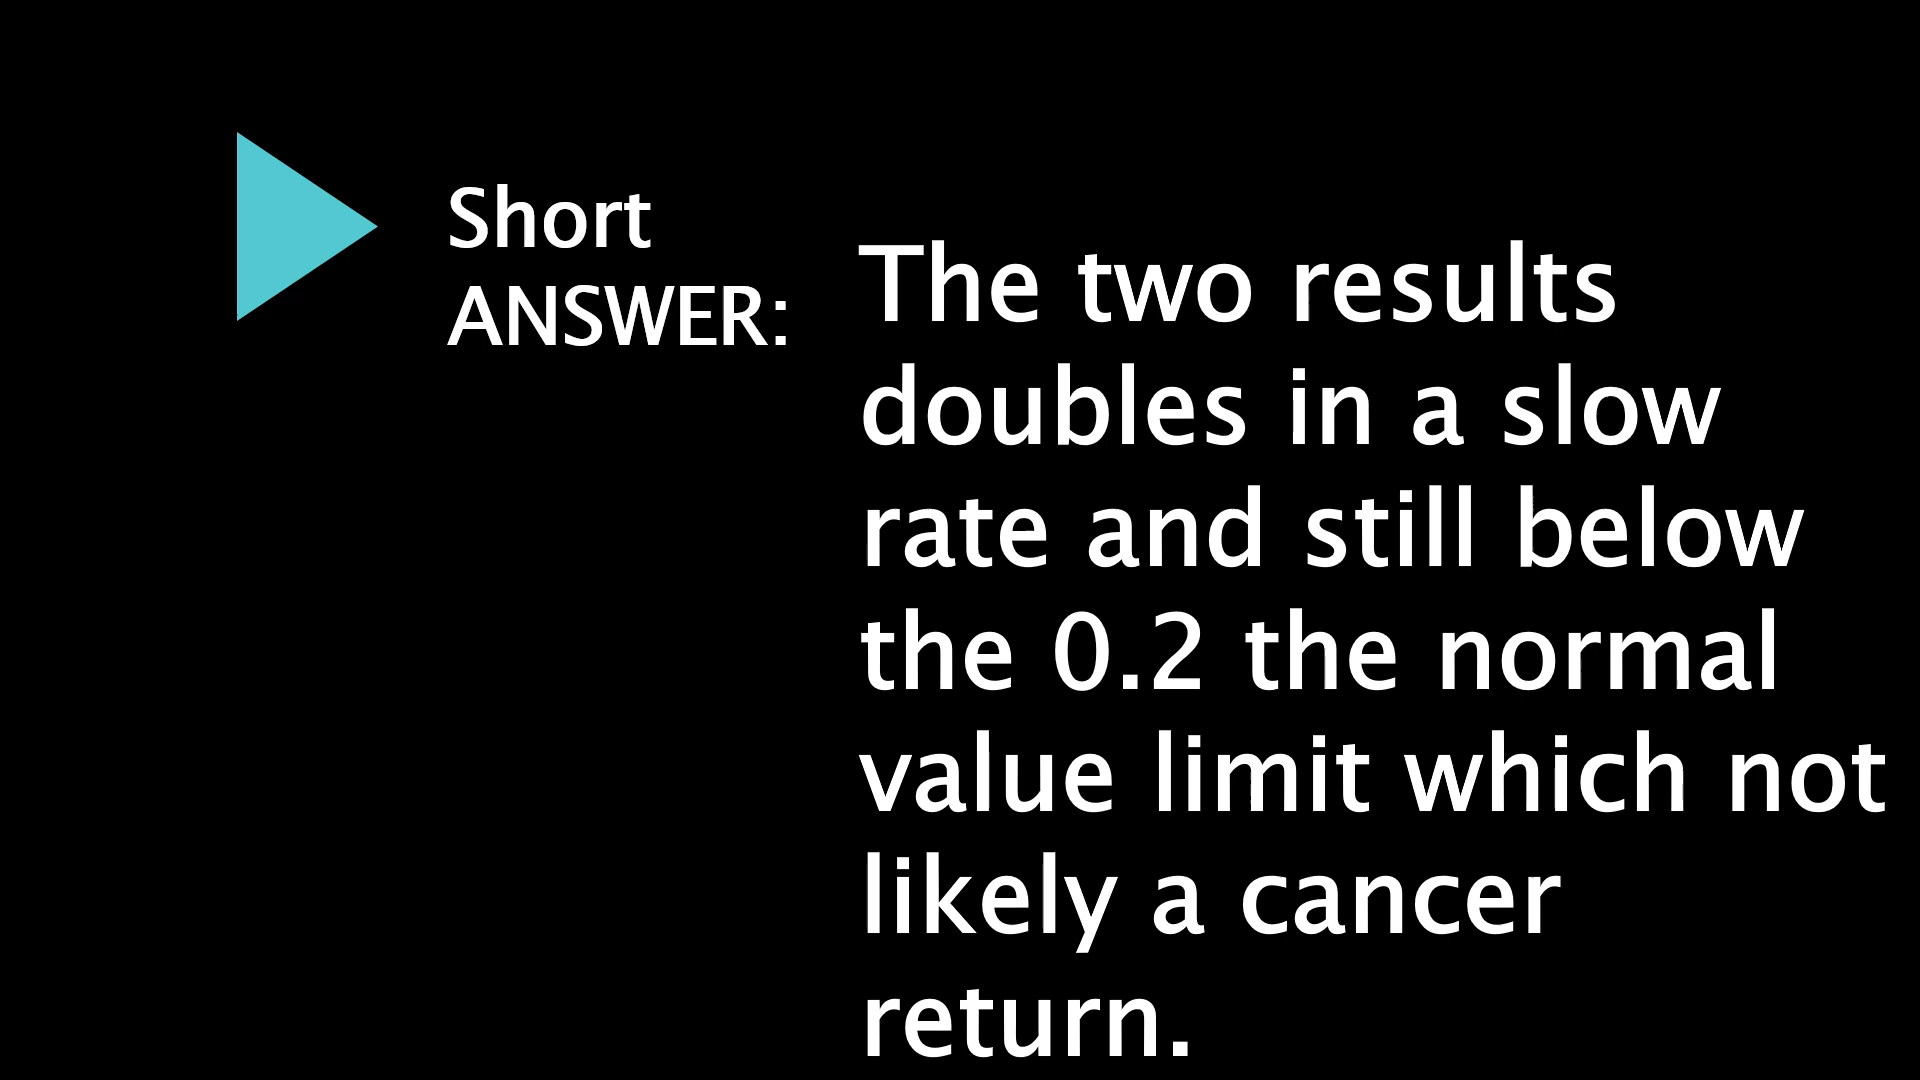 Short
ANSWER:
The two results
doubles in a slow
rate and still below
the 0.2 the normal
value limit which not
likely a cancer
return.